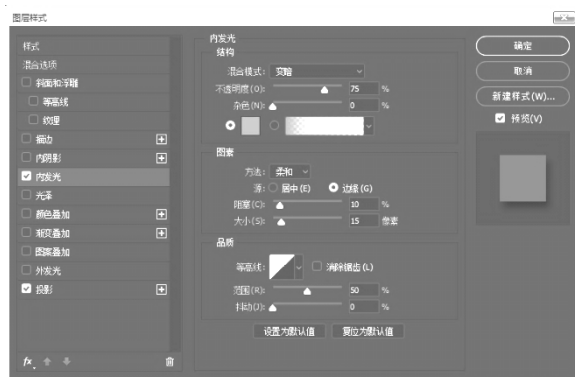 图层样式
样式
混合选项
斜面和浮雕
等高线
纹理
描边
内阴影
内发光
光泽
颜色叠加
渐变叠加
图案叠加
外发光
投影
fx
内发光
结构
混合模式: 变暗
不透明度(O): 75 %
杂色(N): 0 %
图素
方法: 柔和
源: 居中(E) 边缘(G)
阻塞(C): 10 %
大小(S): 15 像素
品质
等高线: 消除锯齿(L)
范围(R): 50 %
抖动(J): 0 %
设置为默认值 复位为默认值
确定
取消
新建样式(W)...
预览(V)